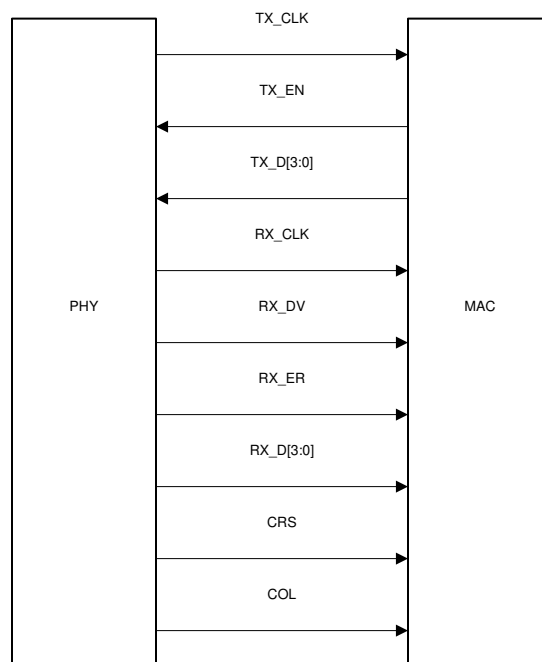 TX_CLK
TX_EN
TX_D[3:0]
RX_CLK
PHY
RX_DV
MAC
RX_ER
RX_D[3:0]
CRS
COL